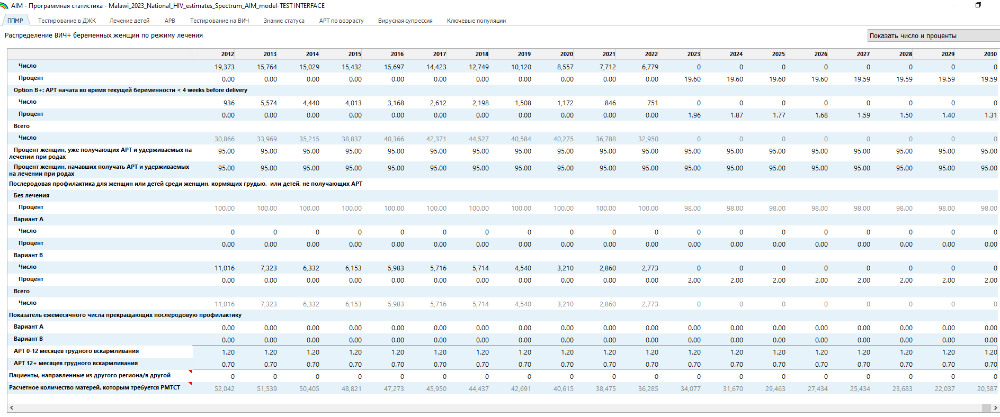 AIM - Програмmная статистика - Malawi_2023_National_HIV_estimates_Spectrum_AIM_model-TEST INTERFACE
ППМР Тестирование в ДЖК Лечение детей АРВ Тестирование на ВИЧ Знание статуса АРТ по возрасту Вирусная супрессия Ключевые популяции
Распределение ВИЧ+ беременных женщин по режиму лечения Показать число и проценты
2012 2013 2014 2015 2016 2017 2018 2019 2020 2021 2022 2023 2024 2025 2026 2027 2028 2029 2030
Число 19,373 15,764 15,029 15,432 15,697 14,423 12,749 10,120 8,557 7,712 6,779 0 0 0 0 0 0 0 0
Процент 0.00 0.00 0.00 0.00 0.00 0.00 0.00 0.00 0.00 0.00 0.00 19.60 19.60 19.60 19.60 19.59 19.59 19.59 19.59
Option B+: АРТ начата во время текущей беременности < 4 weeks before delivery
Число 936 5,574 4,440 4,013 3,168 2,612 2,198 1,508 1,172 846 751 0 0 0 0 0 0 0 0
Процент 0.00 0.00 0.00 0.00 0.00 0.00 0.00 0.00 0.00 0.00 0.00 1.96 1.87 1.77 1.68 1.59 1.50 1.40 1.31
Всего
Число 30,866 33,969 35,215 38,837 40,366 42,371 44,527 40,584 40,275 36,788 32,950 0 0 0 0 0 0 0 0
Процент женщин, уже получающих АРТ и удерживаемых на
лечении при родах 95.00 95.00 95.00 95.00 95.00 95.00 95.00 95.00 95.00 95.00 95.00 95.00 95.00 95.00 95.00 95.00 95.00 95.00 95.00
Процент женщин, начавших получать АРТ и удерживаемых
на лечении при родах 95.00 95.00 95.00 95.00 95.00 95.00 95.00 95.00 95.00 95.00 95.00 95.00 95.00 95.00 95.00 95.00 95.00 95.00 95.00
Послеродовая профилактика для женщин или детей среди женщин, кормящих грудью, или детей, не получающих АРТ
Без лечения
Процент 100.00 100.00 100.00 100.00 100.00 100.00 100.00 100.00 100.00 100.00 100.00 98.00 98.00 98.00 98.00 98.00 98.00 98.00 98.00
Вариант А
Число 0 0 0 0 0 0 0 0 0 0 0 0 0 0 0 0 0 0 0
Процент 0.00 0.00 0.00 0.00 0.00 0.00 0.00 0.00 0.00 0.00 0.00 0.00 0.00 0.00 0.00 0.00 0.00 0.00 0.00
Вариант В
Число 11,016 7,323 6,332 6,153 5,983 5,716 5,714 4,540 3,210 2,860 2,773 0 0 0 0 0 0 0 0
Процент 0.00 0.00 0.00 0.00 0.00 0.00 0.00 0.00 0.00 0.00 0.00 2.00 2.00 2.00 2.00 2.00 2.00 2.00 2.00
Всего
Число 11,016 7,323 6,332 6,153 5,983 5,716 5,714 4,540 3,210 2,860 2,773 0 0 0 0 0 0 0 0
Показатель ежемесячного числа прекращающих послеродовую профилактику
Вариант А 0.00 0.00 0.00 0.00 0.00 0.00 0.00 0.00 0.00 0.00 0.00 0.00 0.00 0.00 0.00 0.00 0.00 0.00 0.00
Вариант В 0.00 0.00 0.00 0.00 0.00 0.00 0.00 0.00 0.00 0.00 0.00 0.00 0.00 0.00 0.00 0.00 0.00 0.00 0.00
АРТ 0-12 месяцев грудного вскармливания 1.20 1.20 1.20 1.20 1.20 1.20 1.20 1.20 1.20 1.20 1.20 1.20 1.20 1.20 1.20 1.20 1.20 1.20 1.20
АРТ 12+ месяцев грудного вскармливания 0.70 0.70 0.70 0.70 0.70 0.70 0.70 0.70 0.70 0.70 0.70 0.70 0.70 0.70 0.70 0.70 0.70 0.70 0.70
Пациенты, направленные из другого региона/в другой 0 0 0 0 0 0 0 0 0 0 0 0 0 0 0 0 0 0 0
Расчетное количество матерей, которым требуется PMTCT 52,042 51,539 50,405 48,821 47,273 45,950 44,437 42,691 40,615 38,475 36,285 34,077 31,670 29,463 27,434 25,434 23,683 22,037 20,587